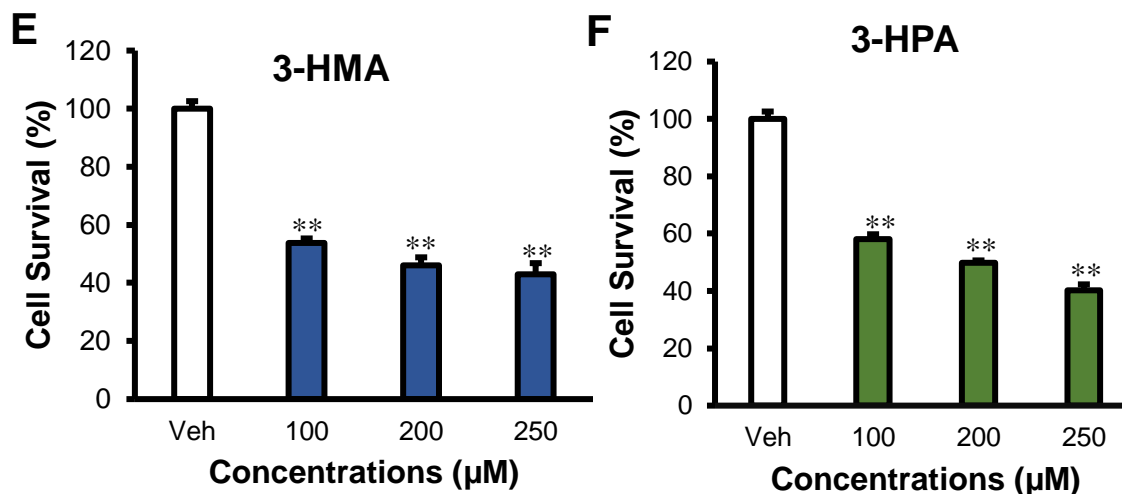 E
3-HMA
Cell Survival (%)
120
100
80
60
40
20
0
**
**
**
Veh 100 200 250
Concentrations (µM)
F
3-HPA
Cell Survival (%)
120
100
80
60
40
20
0
**
**
**
Veh 100 200 250
Concentrations (µM)